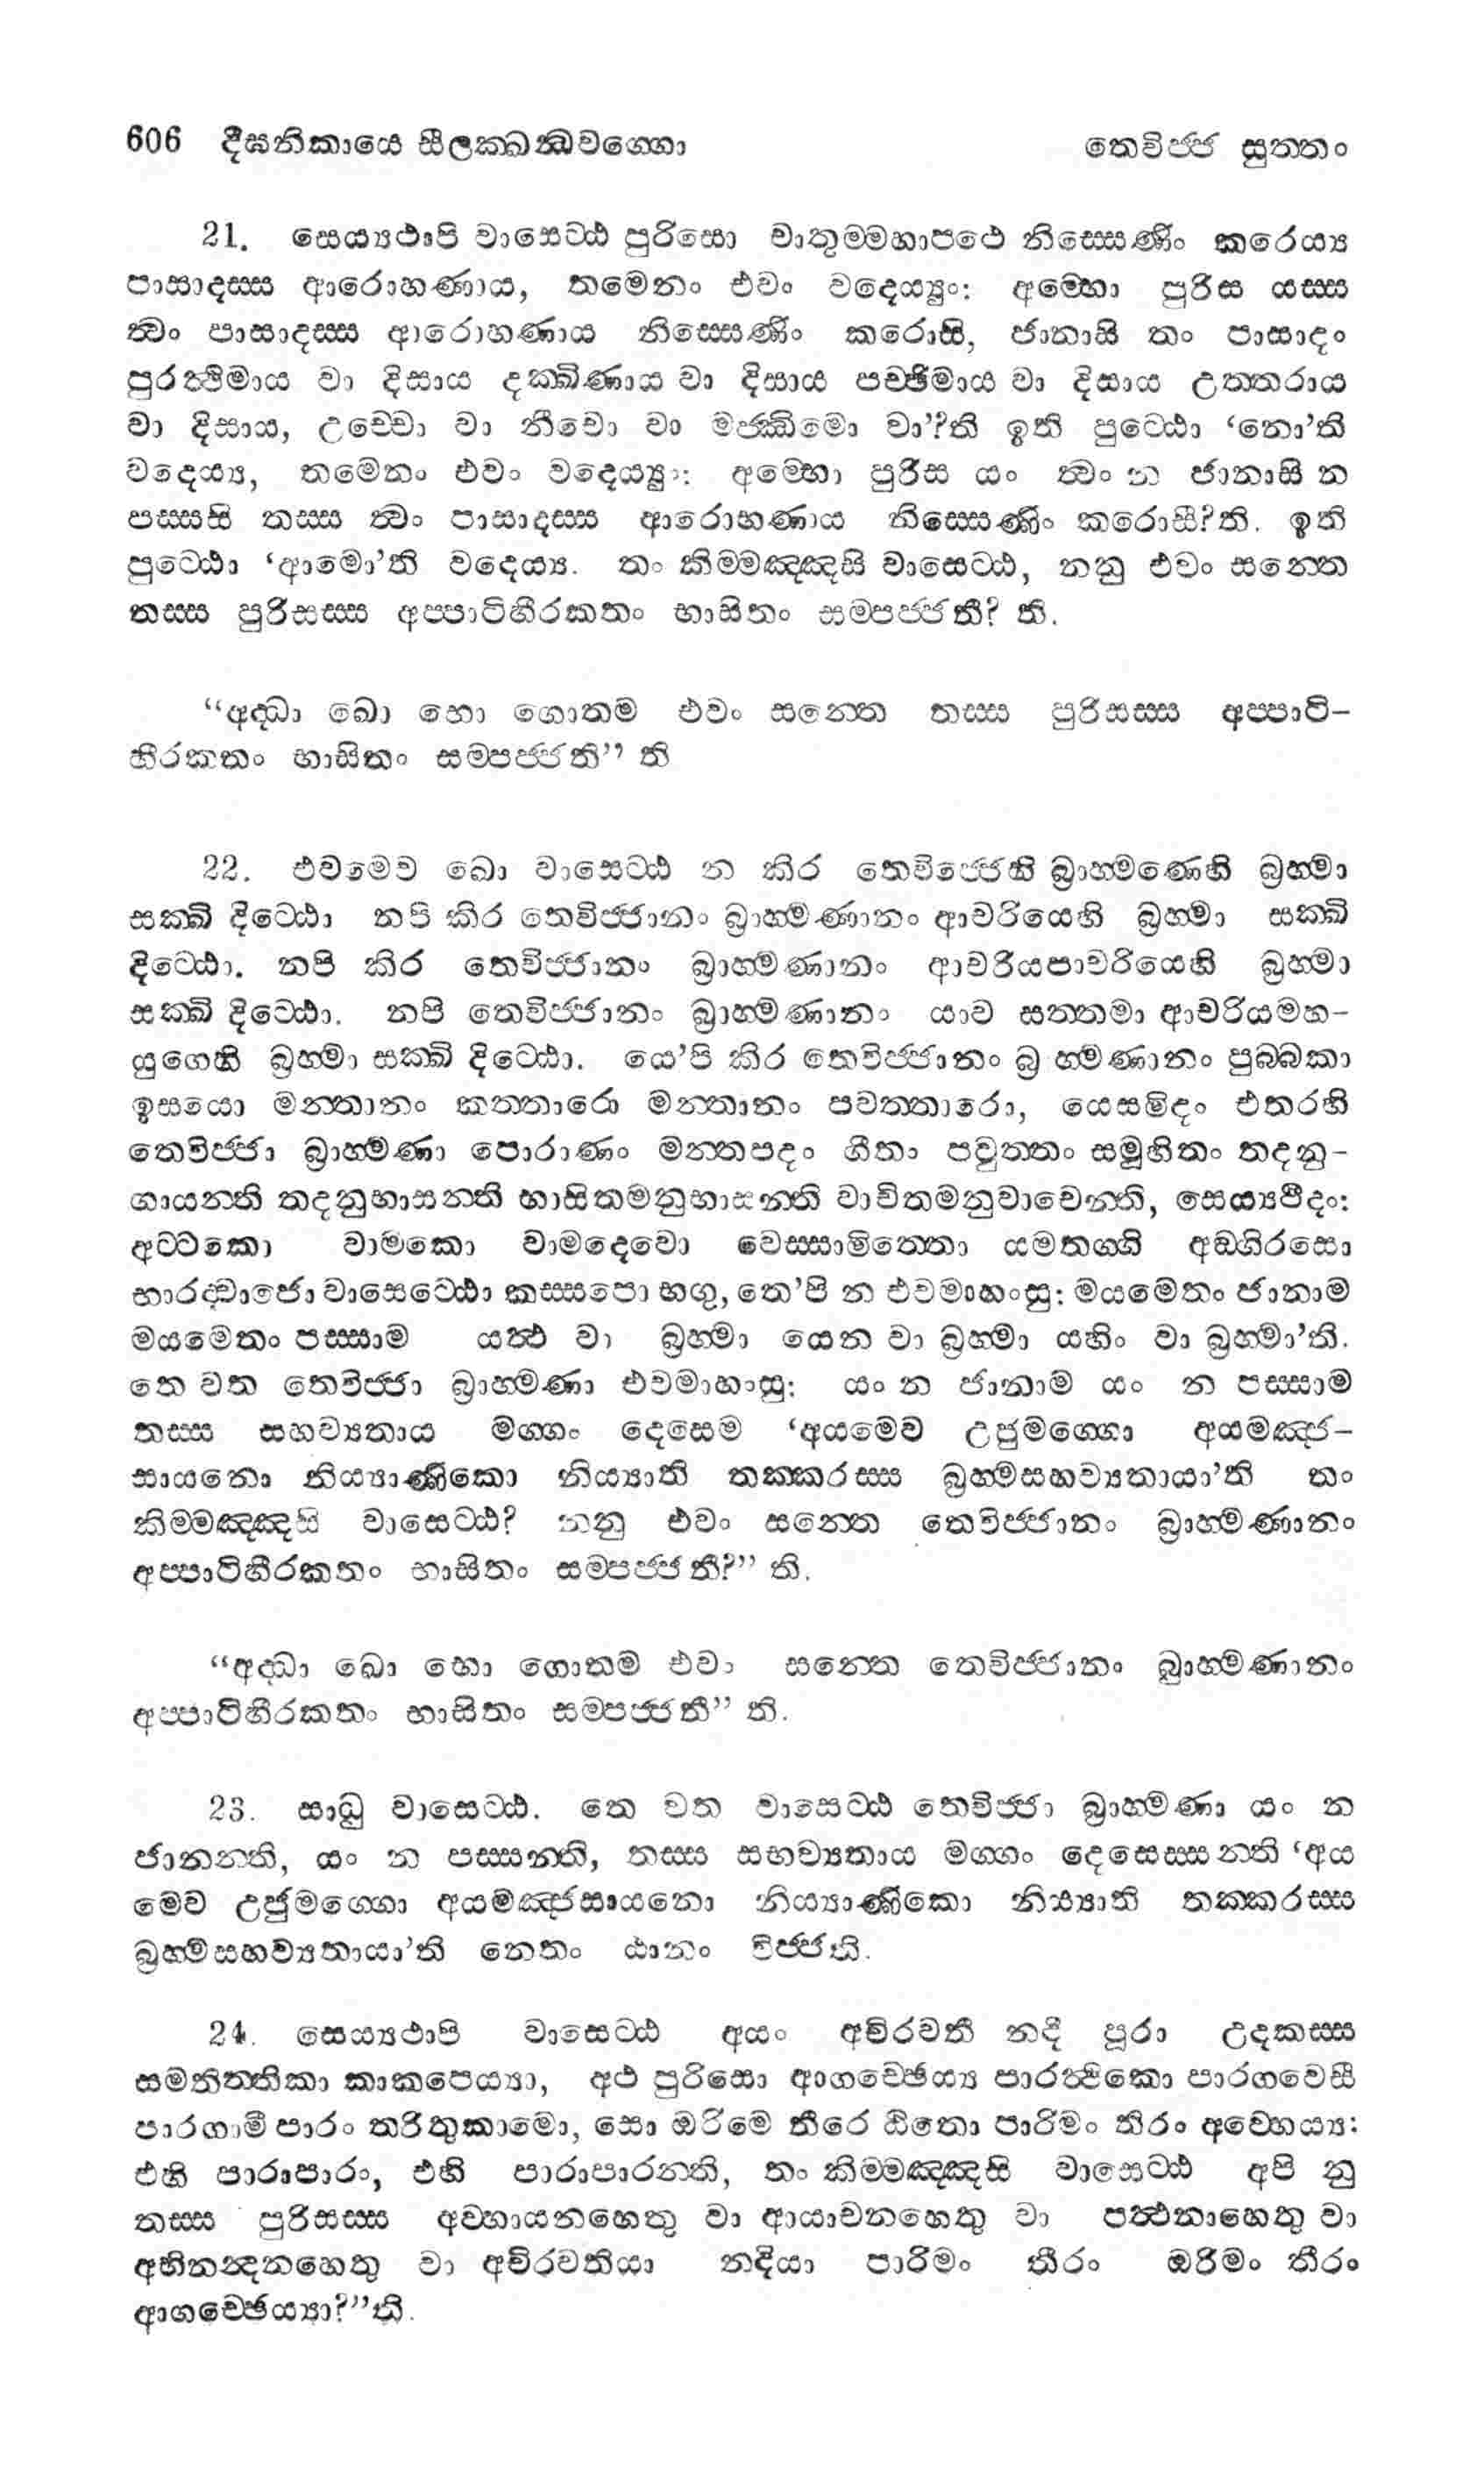 606 දීඝනිකායෙ සීලක්ඛන්ධවග්ගො තෙවිජ්ජ සුත්තං
21. සෙය්‍යථාපි වාසෙට්ඨ පුරිසො චාතුම්මහාපථෙ නිස්සෙණිං කරෙය්‍ය
පාසාදස්ස ආරොහණාය, තමෙනං එවං වදෙය්‍යුං: අම්භො පුරිස යස්ස
ත්වං පාසාදස්ස ආරොහණාය නිස්සෙණිං කරොසි, ජානාසි තං පාසාදං
පුරත්ථිමාය වා දිසාය දක්ඛිණාය වා දිසාය පච්ඡිමාය වා දිසාය උත්තරාය
වා දිසාය, උච්චො වා නීචො වා මජ්ඣිමො වා'?ති ඉති පුට්ඨො ‘නො’ති
වදෙය්‍ය, තමෙනං එවං වදෙය්‍යුං: අම්භො පුරිස යං ත්වං න ජානාසි න
පස්සසි තස්ස ත්වං පාසාදස්ස ආරොහණාය නිස්සෙණිං කරොසී?ති. ඉති
පුට්ඨො ‘ආමො’ති වදෙය්‍ය. තං කිම්මඤ්ඤසි වාසෙට්ඨ, නනු එවං සන්තෙ
තස්ස පුරිසස්ස අප්පාටිහීරකතං භාසිතං සම්පජ්ජතී? ති.
“අද්ධා ඛො භො ගොතම එවං සන්තෙ තස්ස පුරිසස්ස අප්පාටි-
හීරකතං භාසිතං සම්පජ්ජති” ති
22. එවමෙව ඛො වාසෙට්ඨ න කිර තෙවිජ්ජෙහි බ්‍රාහ්මණෙහි බ්‍රහ්මා
සක්ඛි දිට්ඨො නපි කිර තෙවිජ්ජානං බ්‍රාහ්මණානං ආචරියෙහි බ්‍රහ්මා සක්ඛි
දිට්ඨො. නපි කිර තෙවිජ්ජානං බ්‍රාහ්මණානං ආචරියපාචරියෙහි බ්‍රහ්මා
සක්ඛි දිට්ඨො. නපි තෙවිජ්ජානං බ්‍රාහ්මණානං යාව සත්තමා ආචරියමහ-
යුගෙහි බ්‍රහ්මා සක්ඛි දිට්ඨො. යෙ’පි කිර තෙවිජ්ජානං බ්‍ර හ්මණානං පුබ්බකා
ඉසයො මන්තානං කත්තාරො මන්තානං පවත්තාරො, යෙසමිදං එතරහි
තෙවිජ්ජා බ්‍රාහ්මණා පොරාණං මන්තපදං ගීතං පවුත්තං සමූහිතං තදනු-
ගායන්ති තදනුභාසන්ති භාසිතමනුභාසන්ති වාචිතමනුවාචෙන්ති, සෙය්‍යථීදං:
අට්ටකො වාමකො වාමදෙවො වෙස්සාමිත්තො යමතග්ගි අඞ්ගිරසො
භාරද්වාජො වාසෙට්ඨො කස්සපො භගු, තෙ’පි න එවමාහංසු: මයමෙතං ජානාම
මයමෙතං පස්සාම යත්ථ වා බ්‍රහ්මා යෙන වා බ්‍රහ්මා යහිං වා බ්‍රහ්මා’ති.
තෙ වත තෙවිජ්ජා බ්‍රාහ්මණා එවමාහංසු: යං න ජානාම යං න පස්සාම
තස්ස සහව්‍යතාය මග්ගං දෙසෙම ‘අයමෙව උජුමග්ගො අයමඤ්ජ-
සායනො නිය්‍යාණිකො නිය්‍යාති තක්කරස්ස බ්‍රහ්මසහව්‍යතායා’ති තං
කිම්මඤ්ඤසි වාසෙට්ඨ? නනු එවං සන්තෙ තෙවිජ්ජානං බ්‍රාහ්මණානං
අප්පාටිහීරකතං භාසිතං සම්පජ්ජතී?” ති.
“අද්ධා ඛො භො ගොතම එවං සන්තෙ තෙවිජ්ජානං බ්‍රාහ්මණානං
අප්පාටිහීරකතං භාසිතං සම්පජ්ජතී” ති.
23. සාධු වාසෙට්ඨ. තෙ වත වාසෙට්ඨ තෙවිජ්ජා බ්‍රාහ්මණා යං න
ජානන්ති, යං න පස්සන්ති, තස්ස සහව්‍යතාය මග්ගං දෙසෙස්සන්ති ‘අය
මෙව උජුමග්ගො අයමඤ්ජසායනො නිය්‍යාණිකො නිය්‍යාති තක්කරස්ස
බ්‍රහ්මසහව්‍යතායා’ති නෙතං ඨානං විජ්ජති.
24. සෙය්‍යථාපි වාසෙට්ඨ අයං අචිරවතී නදී පූරා උදකස්ස
සමතිත්තිකා කාකපෙය්‍යා, අථ පුරිසො ආගච්ඡෙය්‍ය පාරත්ථිකො පාරගවෙසී
පාරගාමී පාරං තරිතුකාමො, සො ඔරිමෙ තීරෙ ඨිතො පාරිමං තිරං අව්හෙය්‍ය:
එහි පාරාපාරං, එහි පාරාපාරන්ති, තං කිම්මඤ්ඤසි වාසෙට්ඨ අපි නු
තස්ස පුරිසස්ස අව්හායනහෙතු වා ආයාචනහෙතු වා පත්ථනාහෙතු වා
අභිනන්දනහෙතු වා අචිරවතියා නදියා පාරිමං තීරං ඔරිමං තීරං
ආගච්ඡෙය්‍යා?”ති.